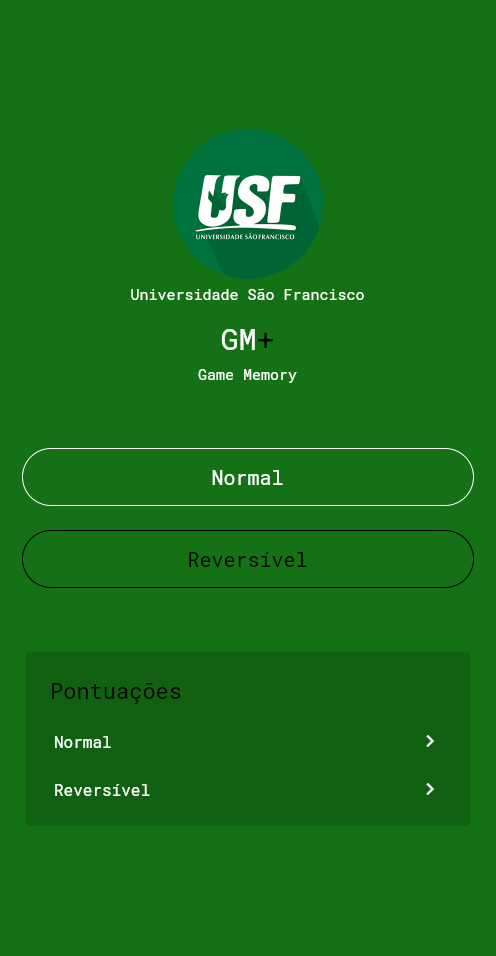 USF
UNIVERSIDADE SÃO FRANCISCO
Universidade São Francisco
GM+
Game Memory
Normal
Reversível
Pontuações
Normal
Reversível